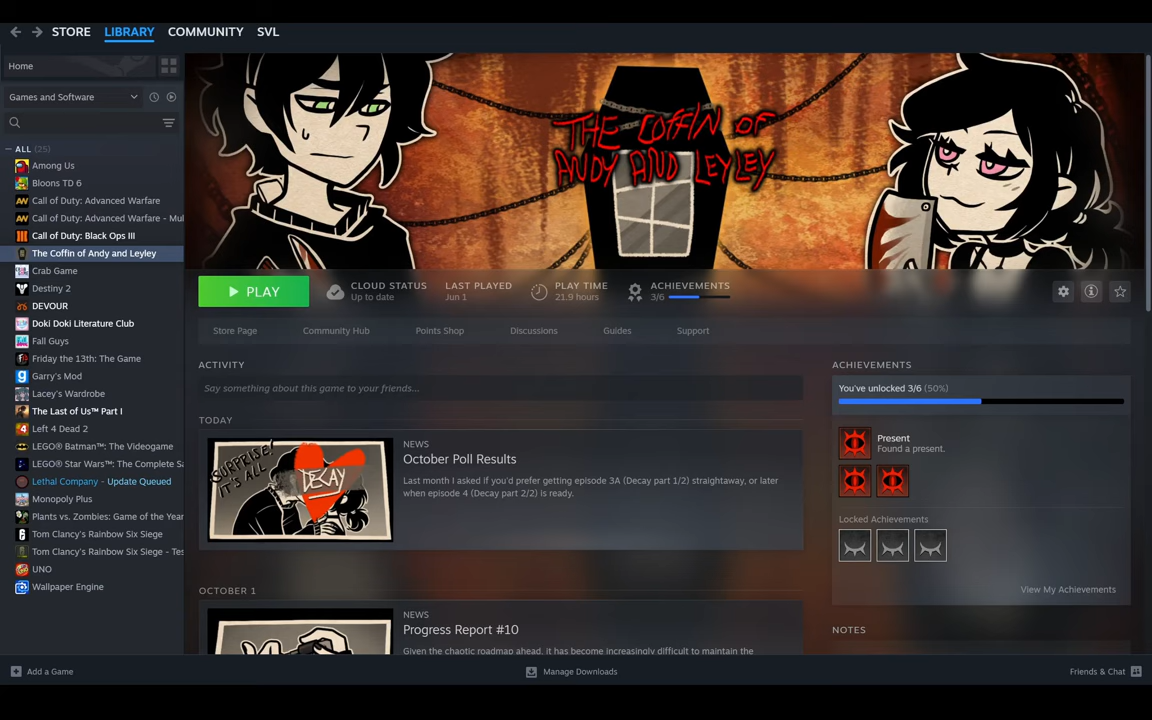 STORE LIBRARY COMMUNITY SVL
Home
Games and Software
ALL (25)
Among Us
Bloons TD 6
Call of Duty: Advanced Warfare
Call of Duty: Advanced Warfare - Mul
Call of Duty: Black Ops III
The Coffin of Andy and Leyley
Crab Game
Destiny 2
DEVOUR
Doki Doki Literature Club
Fall Guys
Friday the 13th: The Game
Garry's Mod
Lacey's Wardrobe
The Last of Us™ Part I
Left 4 Dead 2
LEGO® Batman™: The Videogame
LEGO® Star Wars™: The Complete Sa
Lethal Company - Update Queued
Monopoly Plus
Plants vs. Zombies: Game of the Year
Tom Clancy's Rainbow Six Siege
Tom Clancy's Rainbow Six Siege - Tes
UNO
Wallpaper Engine
THE COFFIN OF
ANDY AND LEYLEY
PLAY
CLOUD STATUS
Up to date
LAST PLAYED
Jun 1
PLAY TIME
21.9 hours
ACHIEVEMENTS
3/6
Store Page Community Hub Points Shop Discussions Guides Support
ACTIVITY
Say something about this game to your friends...
TODAY
SURPRISE!
IT'S ALL
DECAY
NEWS
October Poll Results
Last month I asked if you'd prefer getting episode 3A (Decay part 1/2) straightaway, or later
when episode 4 (Decay part 2/2) is ready.
OCTOBER 1
NEWS
Progress Report #10
Given the chaotic roadmap ahead, it has become increasingly difficult to maintain the
ACHIEVEMENTS
You've unlocked 3/6 (50%)
Present
Found a present.
Locked Achievements
View My Achievements
NOTES
Add a Game
Manage Downloads
Friends & Chat